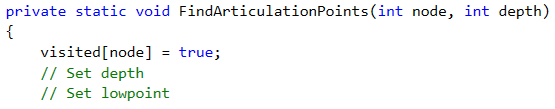 private static void FindArticulationPoints(int node, int depth)
{
    visited[node] = true;
    // Set depth
    // Set lowpoint